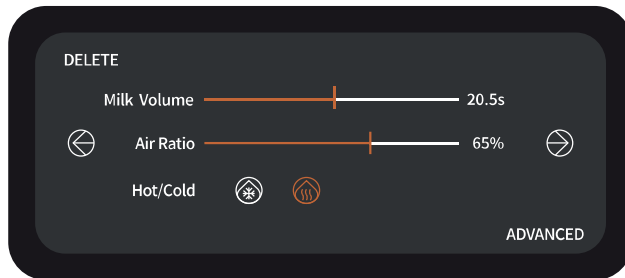 DELETE
Milk Volume 20.5s
Air Ratio 65%
Hot/Cold
ADVANCED